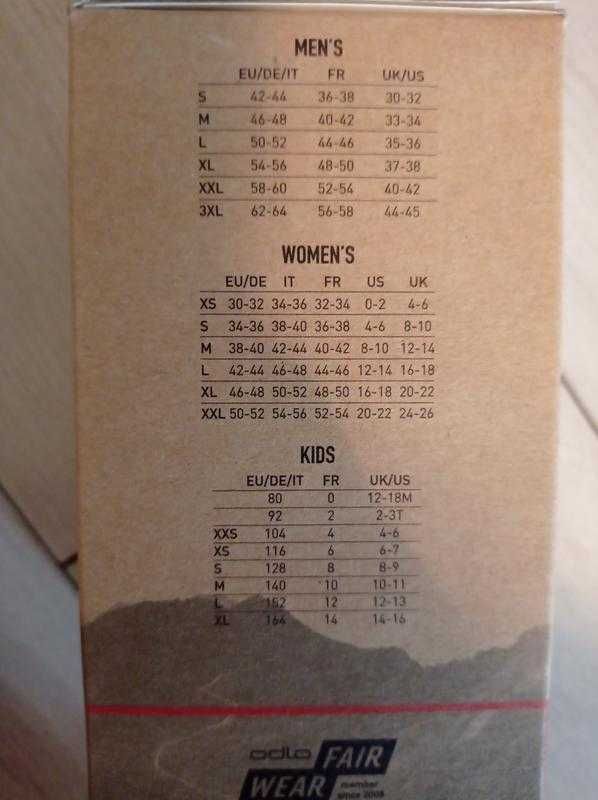 MEN'S
EU/DE/IT FR UK/US
S 42-44 36-38 30-32
M 46-48 40-42 33-34
L 50-52 44-46 35-36
XL 54-56 48-50 37-38
XXL 58-60 52-54 40-42
3XL 62-64 56-58 44-45
WOMEN'S
EU/DE IT FR US UK
XS 30-32 34-36 32-34 0-2 4-6
S 34-36 38-40 36-38 4-6 8-10
M 38-40 42-44 40-42 8-10 12-14
L 42-44 46-48 44-46 12-14 16-18
XL 46-48 50-52 48-50 16-18 20-22
XXL 50-52 54-56 52-54 20-22 24-26
KIDS
EU/DE/IT FR UK/US
80 0 12-18M
92 2 2-3T
XXS 104 4 4-6
XS 116 6 6-7
S 128 8 8-9
M 140 10 10-11
L 152 12 12-13
XL 164 14 14-16
odlo FAIR
WEAR member
since 2008